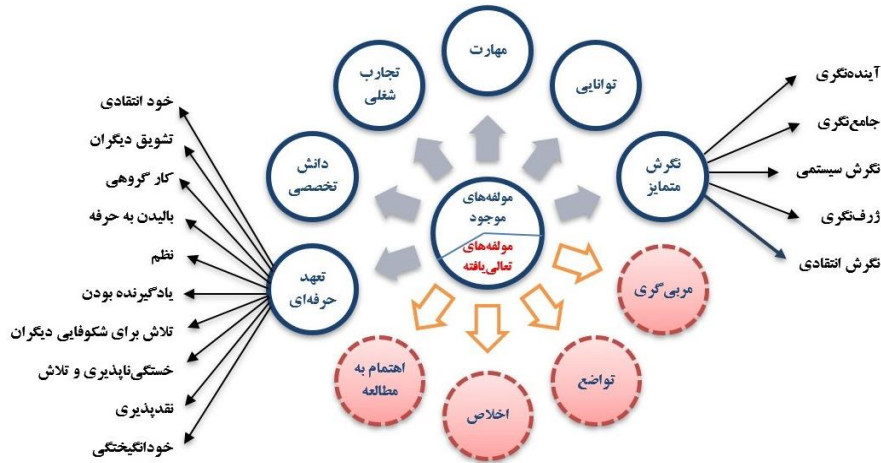 مهارت
توانایی
تجارب
شغلی
نگرش
متمایز
دانش
تخصصی
تعهد
حرفه‌ای
مولفه‌های
موجود
مولفه‌های
تعالی‌یافته
مربی‌گری
تواضع
اخلاص
اهتمام به
مطالعه
آینده‌نگری
جامع‌نگری
نگرش سیستمی
ژرف‌نگری
نگرش انتقادی
خود انتقادی
تشویق دیگران
کار گروهی
بالیدن به حرفه
نظم
یادگیرنده بودن
تلاش برای شکوفایی دیگران
خستگی‌ناپذیری و تلاش
نقدپذیری
خودانگیختگی